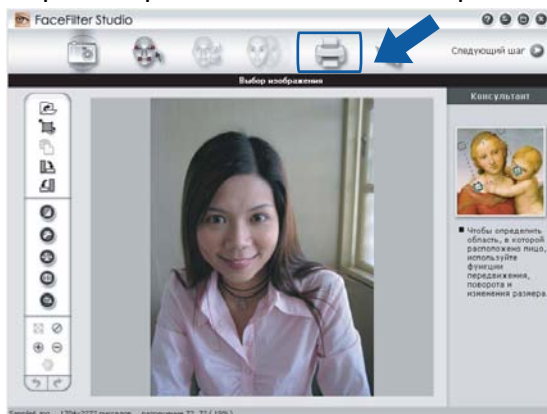 FaceFilter Studio
Следующий шаг
Выбор изображения
Консультант
Чтобы определить
область, в которой
расположено лицо,
используйте
функции
передвижения,
поворота и
изменения размера.